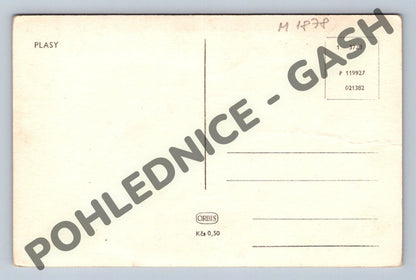 M 1878
PLASY
P 119927
021382
ORBIS
Kčs 0,50
POHLEDNICE - GASH